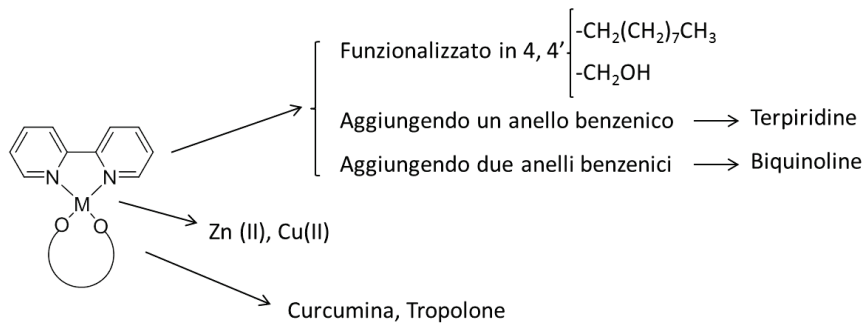 Funzionalizzato in 4, 4’
-CH₂(CH₂)₇CH₃
-CH₂OH
Aggiungendo un anello benzenico
Terpiridine
Aggiungendo due anelli benzenici
Biquinoline
N N
M
O O
Zn (II), Cu(II)
Curcumina, Tropolone